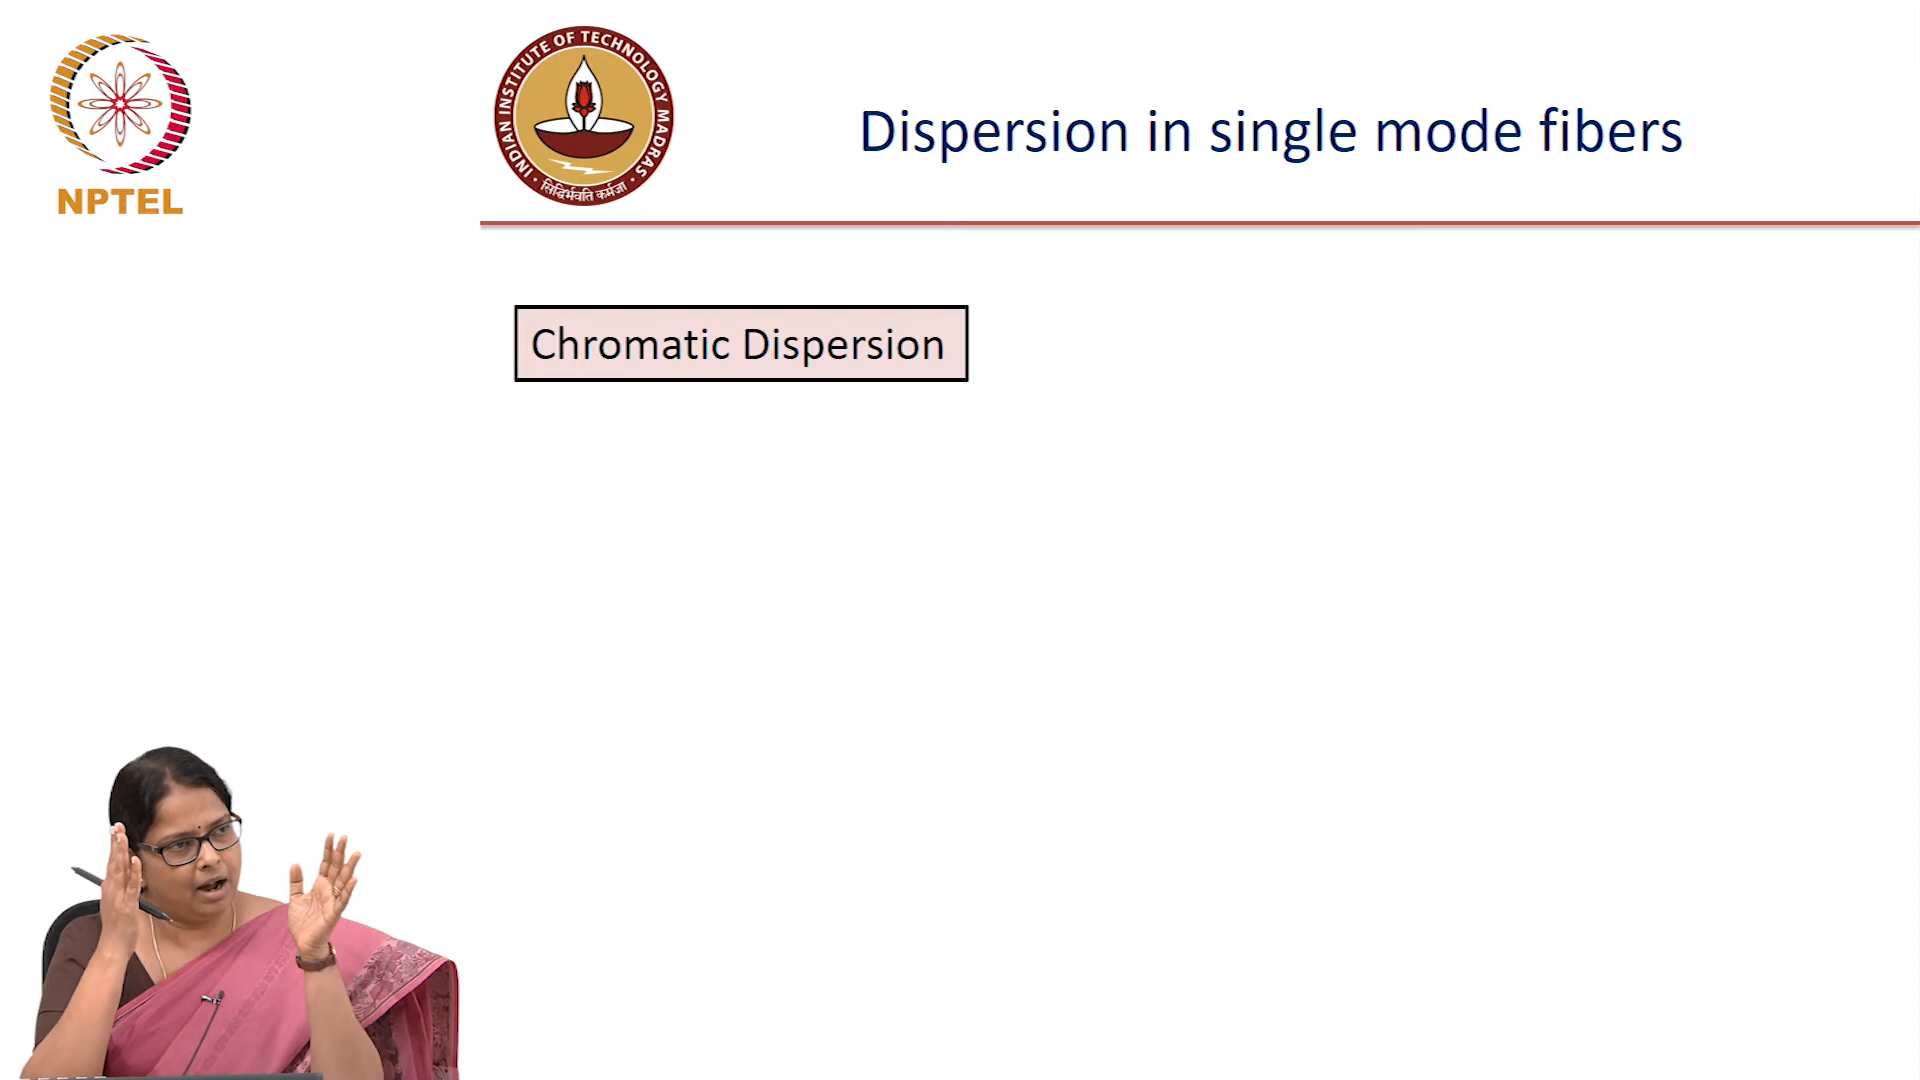 NPTEL
INDIAN INSTITUTE OF TECHNOLOGY MADRAS
सिद्धिर्भवति कर्मजा
Dispersion in single mode fibers
Chromatic Dispersion